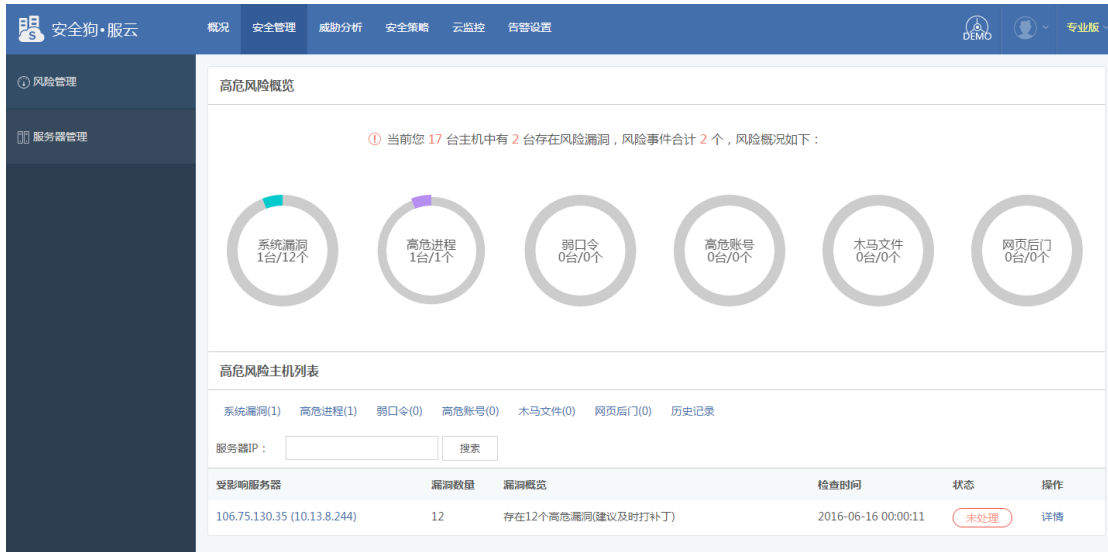 安全狗·服云 概况 安全管理 威胁分析 安全策略 云监控 告警设置 DEMO 专业版
风险管理
服务器管理
高危风险概览
当前您 17 台主机中有 2 台存在风险漏洞，风险事件合计 2 个，风险概况如下：
系统漏洞 高危进程 弱口令 高危账号 木马文件 网页后门
1台/12个 1台/1个 0台/0个 0台/0个 0台/0个 0台/0个
高危风险主机列表
系统漏洞(1) 高危进程(1) 弱口令(0) 高危账号(0) 木马文件(0) 网页后门(0) 历史记录
服务器IP： 搜索
受影响服务器 漏洞数量 漏洞概览 检查时间 状态 操作
106.75.130.35 (10.13.8.244) 12 存在12个高危漏洞(建议及时打补丁) 2016-06-16 00:00:11 未处理 详情